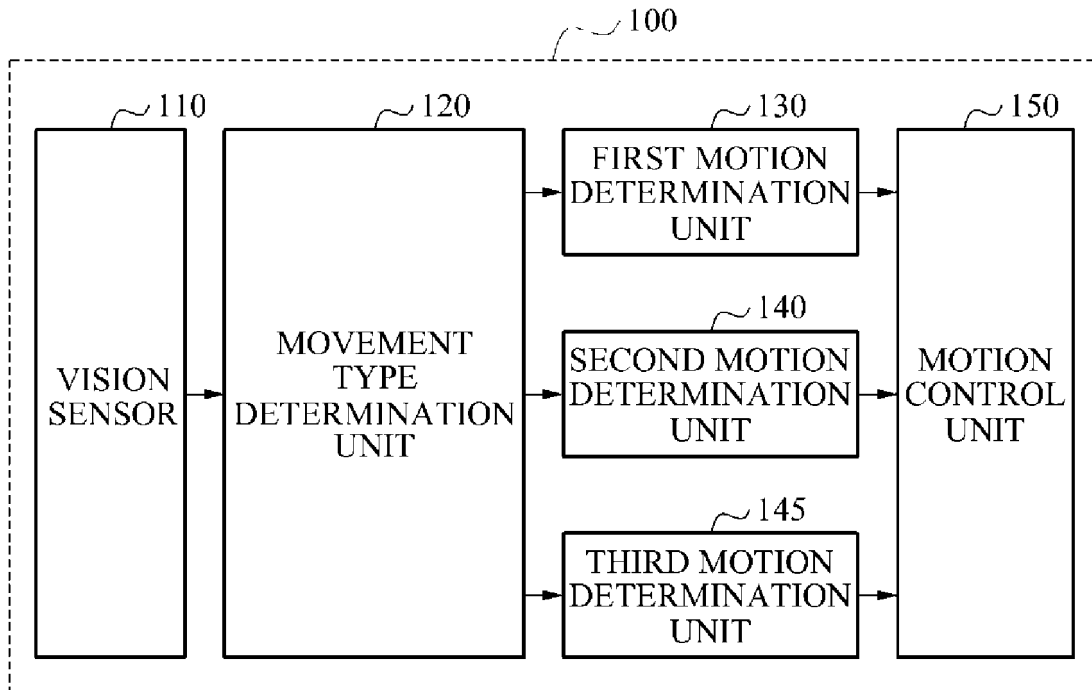 100
110
120
130
140
145
150
VISION
SENSOR
MOVEMENT
TYPE
DETERMINATION
UNIT
FIRST MOTION
DETERMINATION
UNIT
SECOND MOTION
DETERMINATION
UNIT
THIRD MOTION
DETERMINATION
UNIT
MOTION
CONTROL
UNIT